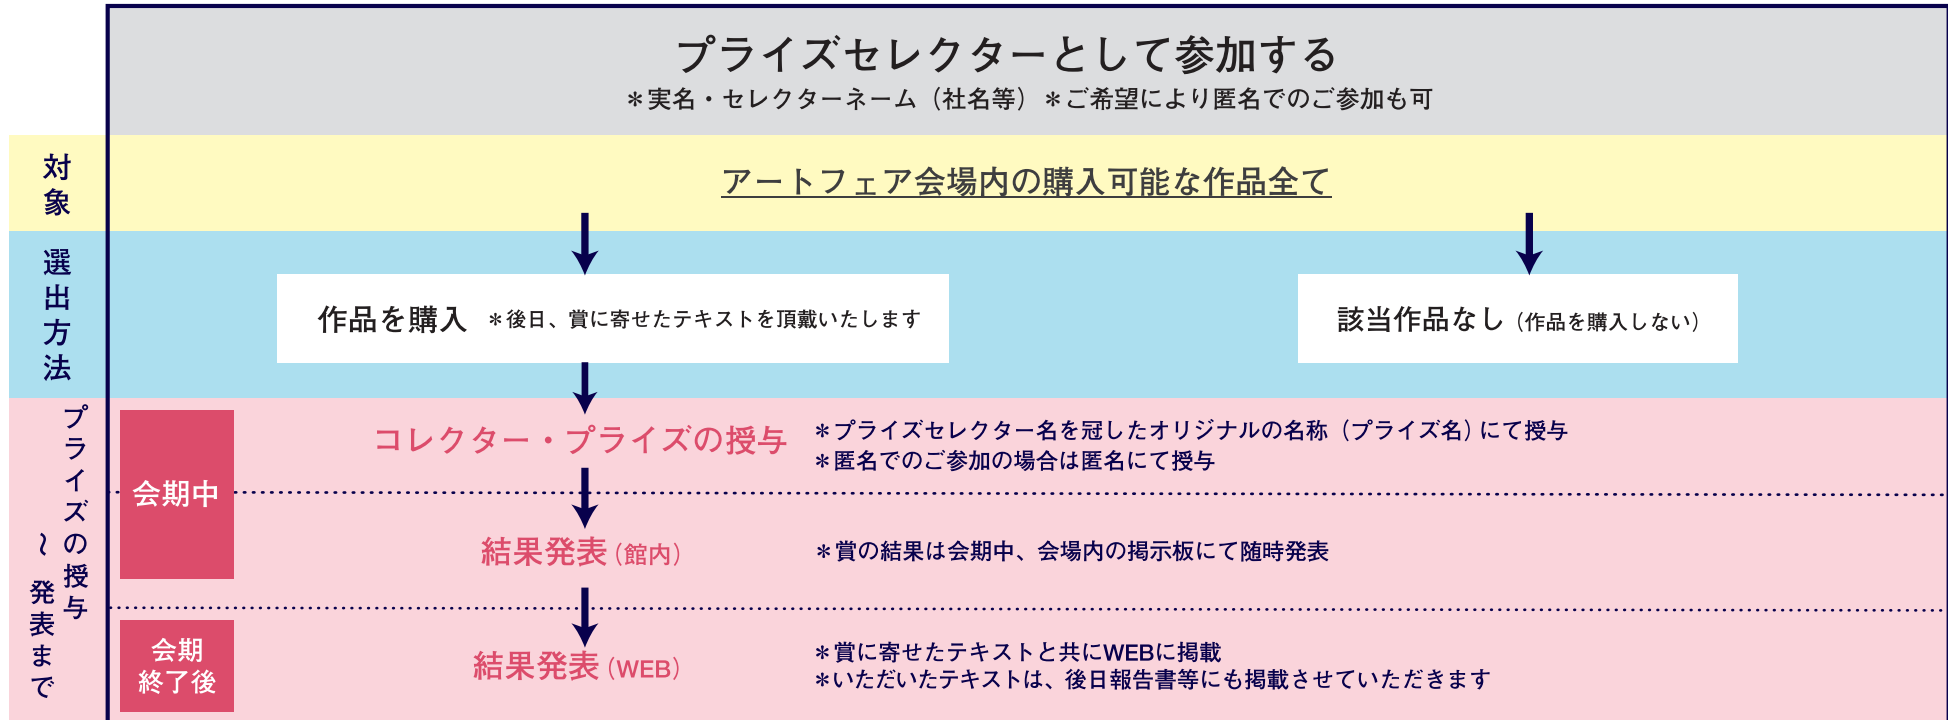 プライズセレクターとして参加する
＊実名・セレクターネーム（社名等）＊ご希望により匿名でのご参加も可
対象
アートフェア会場内の購入可能な作品全て
選出方法
作品を購入 ＊後日、賞に寄せたテキストを頂戴いたします
該当作品なし（作品を購入しない）
プライズの授与
～発表まで
会期中
コレクター・プライズの授与
＊プライズセレクター名を冠したオリジナルの名称（プライズ名）にて授与
＊匿名でのご参加の場合は匿名にて授与
結果発表（館内）
＊賞の結果は会期中、会場内の掲示板にて随時発表
会期
終了後
結果発表（WEB）
＊賞に寄せたテキストと共にWEBに掲載
＊いただいたテキストは、後日報告書等にも掲載させていただきます